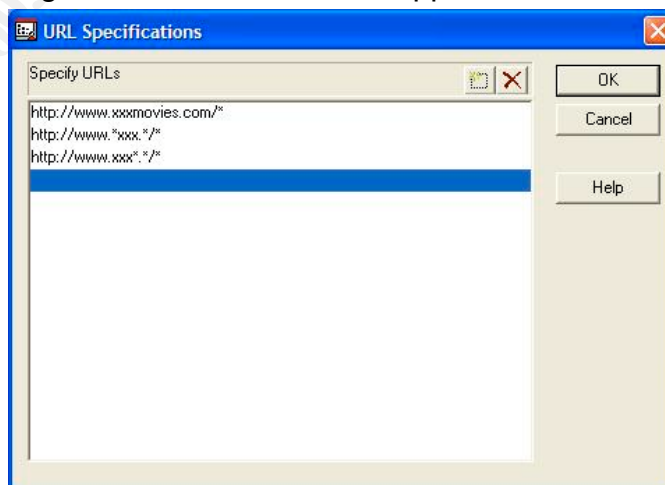 URL Specifications
Specify URLs
OK
http://www.xxxmovies.com/*
http://www.*xxx.*/*
http://www.xxx*.*/*
Cancel
Help